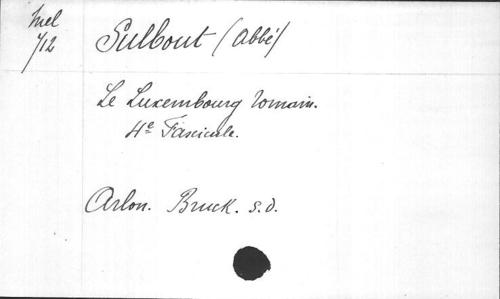 Mel
712
Sulbout (Abbé)
Le Luxembourg romain.
4e Fascicule.
Arlon. Bruck. s.d.